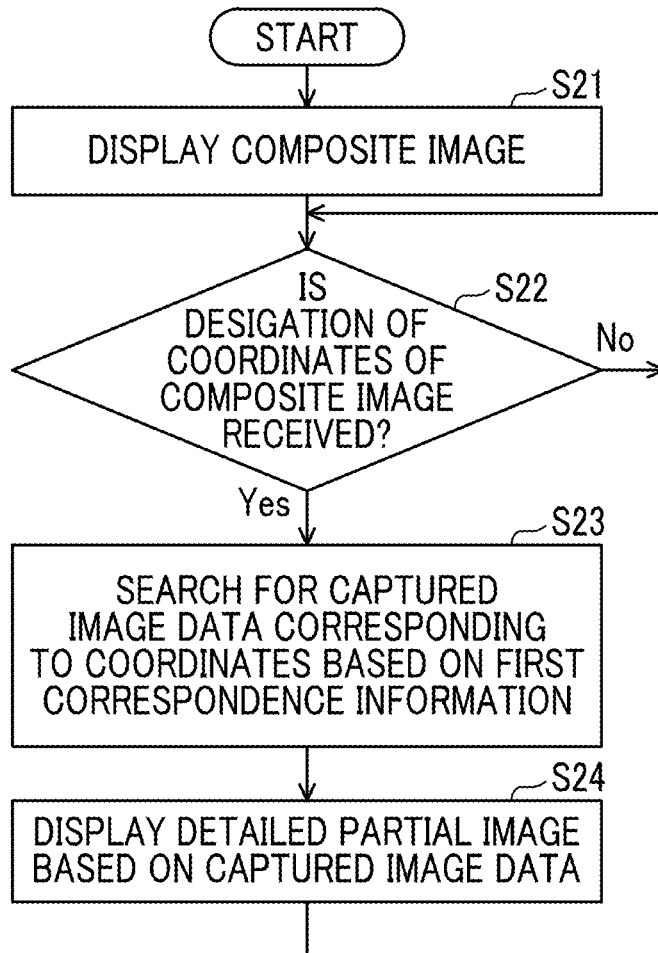 START
S21
DISPLAY COMPOSITE IMAGE
S22
IS
DESIGATION OF
COORDINATES OF
COMPOSITE IMAGE
RECEIVED?
No
Yes
S23
SEARCH FOR CAPTURED
IMAGE DATA CORRESPONDING
TO COORDINATES BASED ON FIRST
CORRESPONDENCE INFORMATION
S24
DISPLAY DETAILED PARTIAL IMAGE
BASED ON CAPTURED IMAGE DATA